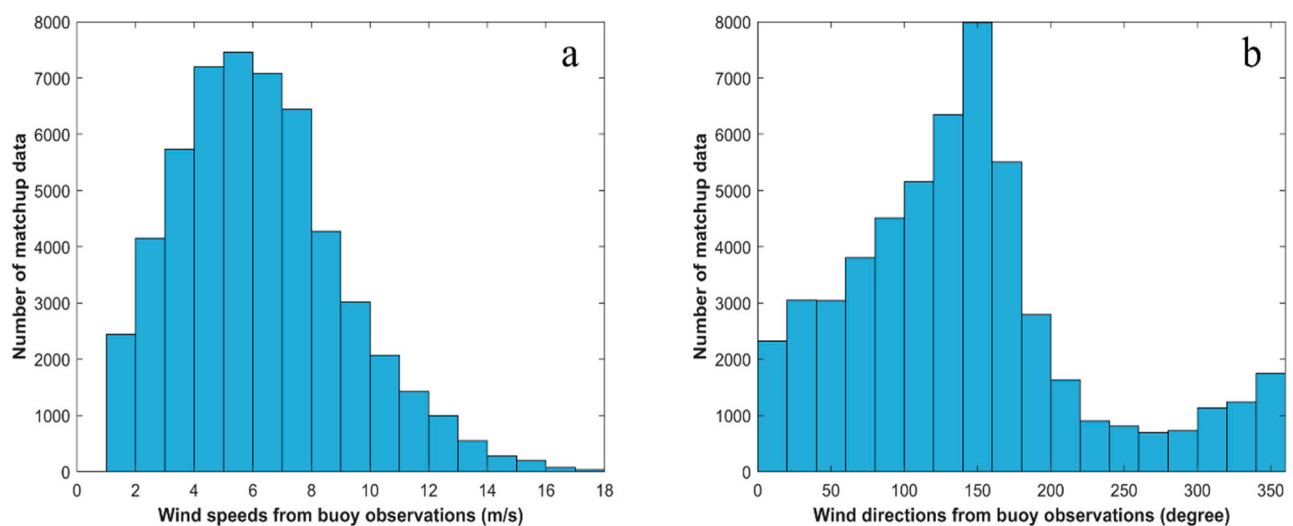 8000
7000
6000
5000
4000
3000
2000
1000
0
Number of matchup data
a
0 2 4 6 8 10 12 14 16 18
Wind speeds from buoy observations (m/s)
8000
7000
6000
5000
4000
3000
2000
1000
0
Number of matchup data
b
0 50 100 150 200 250 300 350
Wind directions from buoy observations (degree)